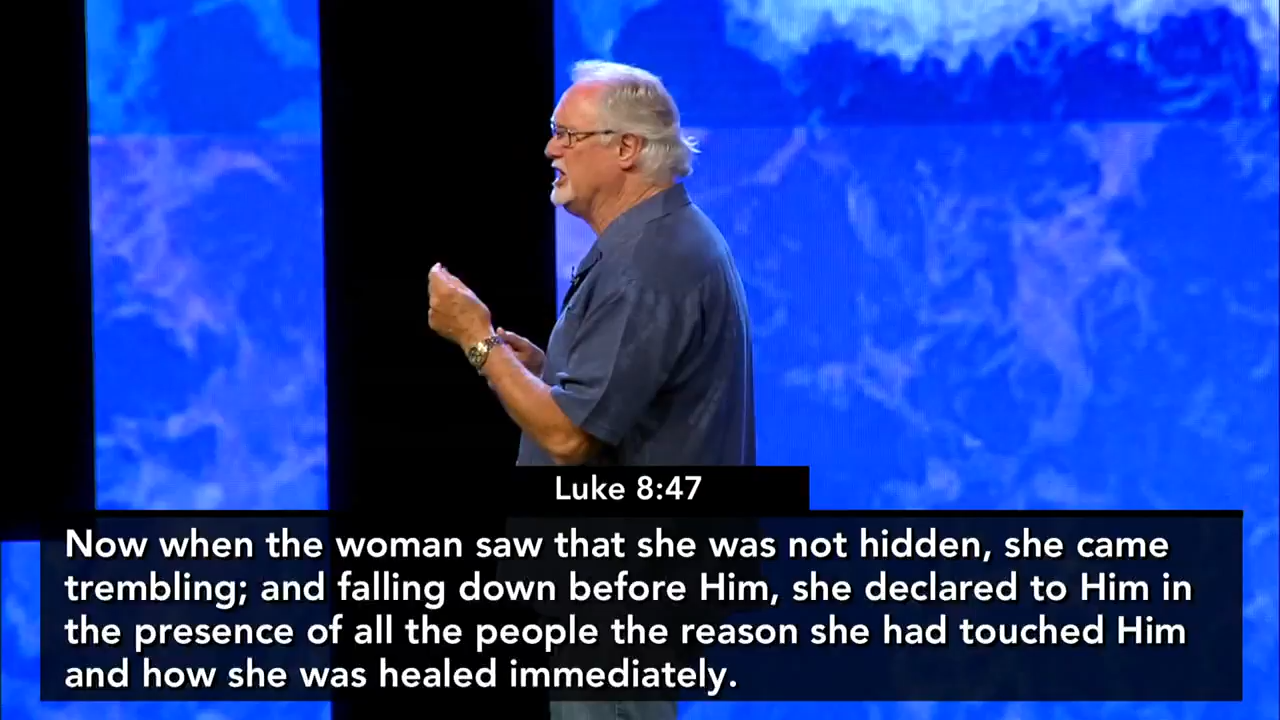 Luke 8:47
Now when the woman saw that she was not hidden, she came
trembling; and falling down before Him, she declared to Him in
the presence of all the people the reason she had touched Him
and how she was healed immediately.